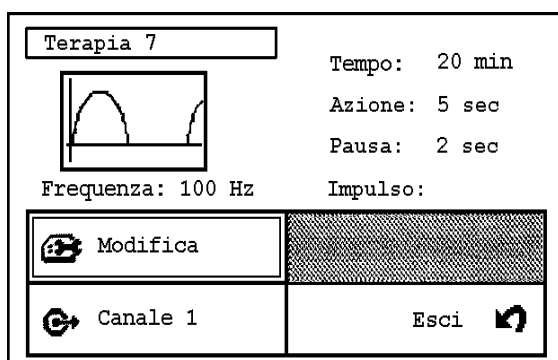 Terapia 7
Tempo: 20 min
Azione: 5 sec
Pausa: 2 sec
Frequenza: 100 Hz
Impulso:
Modifica
Canale 1
Esci